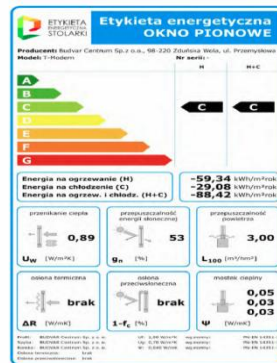 ETYKIETA
ENERGETYCZNA
STOLARKI
Etykieta energetyczna
OKNO PIONOWE
Producent: Budvar Centrum Sp.z o.o., 98-220 Zduńska Wola, ul. Przemysłowa
Model: T-Modern
Nr serii: -
H
H+C
A
B
C
C
C
D
E
F
G
Energia na ogrzewanie (H)
-59,34 kWh/m²rok
Energia na chłodzenie (C)
-29,08 kWh/m²rok
Energia na ogrzew. i chłodz. (H+C)
-88,42 kWh/m²rok
przenikanie ciepła
0,89
Uw [W/m²K]
przepuszczalność
energii słonecznej
53
gn [%]
przepuszczalność
powietrza
3,00
L100 [m³/hm²]
osłona termiczna
brak
ΔR [W/mK]
osłona
przeciwsłoneczna
brak
1-fc [%]
mostek cieplny
0,05
0,03
0,03
Ψ [W/mK]